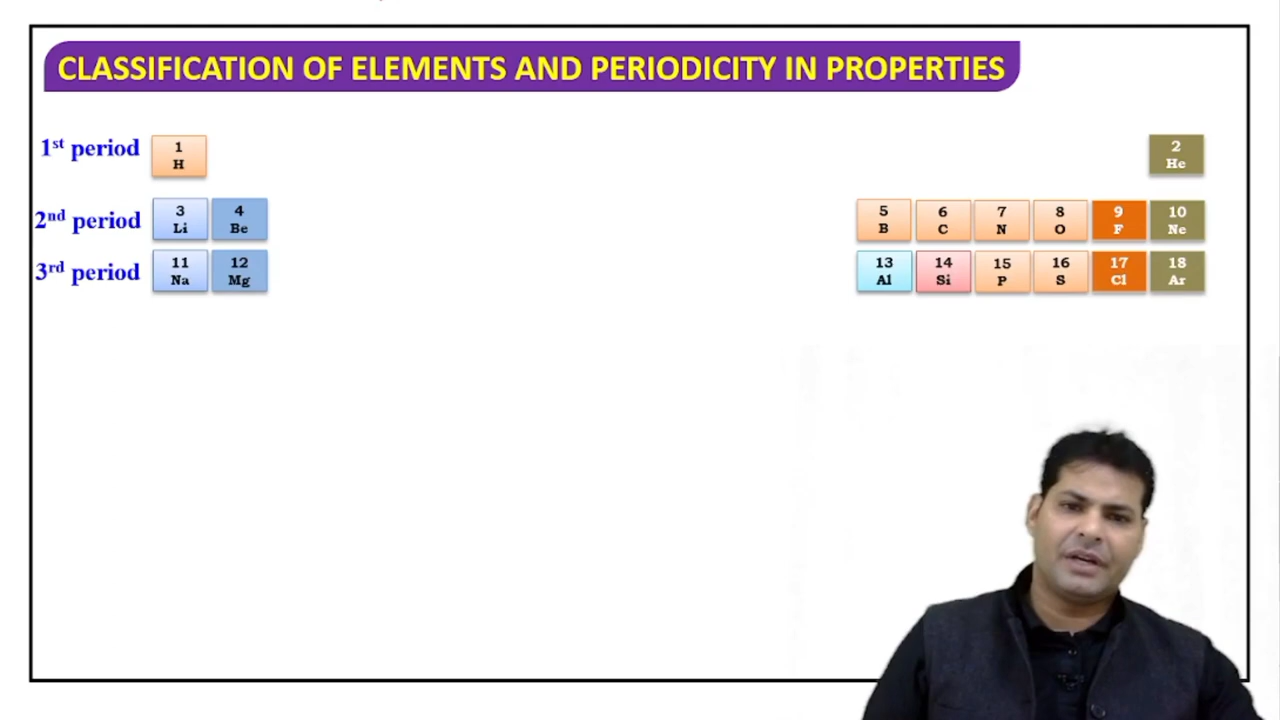 CLASSIFICATION OF ELEMENTS AND PERIODICITY IN PROPERTIES
1st period 1 2
H He
2nd period 3 4 5 6 7 8 9 10
Li Be B C N O F Ne
3rd period 11 12 13 14 15 16 17 18
Na Mg Al Si P S Cl Ar